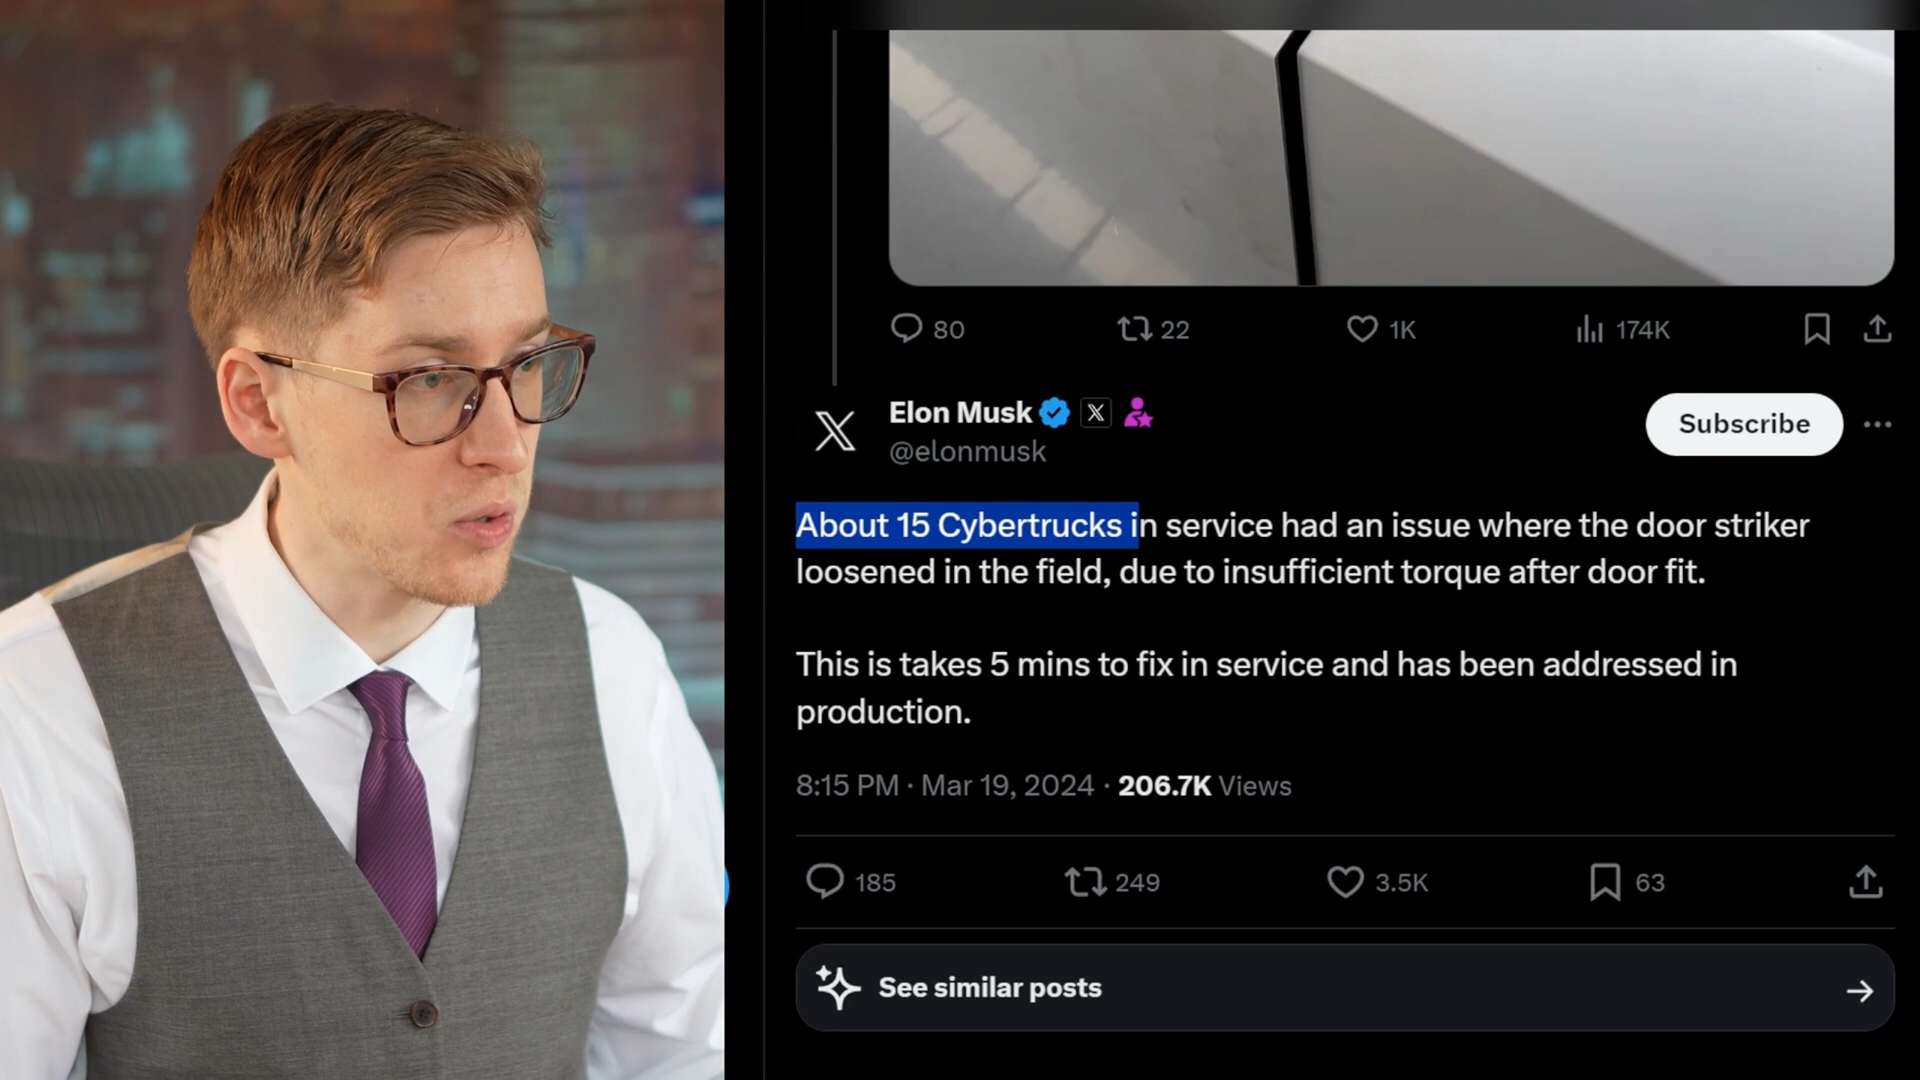 80 22 1K 174K
Elon Musk
@elonmusk
Subscribe
About 15 Cybertrucks in service had an issue where the door striker
loosened in the field, due to insufficient torque after door fit.
This is takes 5 mins to fix in service and has been addressed in
production.
8:15 PM · Mar 19, 2024 · 206.7K Views
185 249 3.5K 63
See similar posts